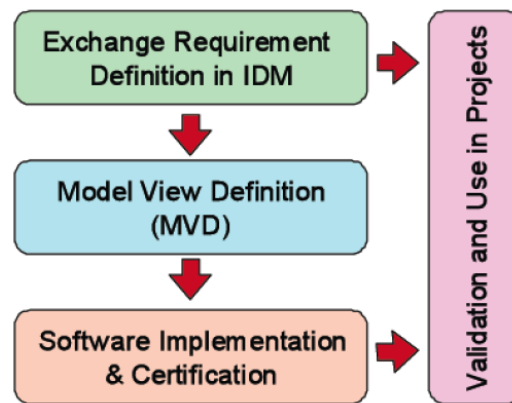 Exchange Requirement
Definition in IDM
Model View Definition
(MVD)
Software Implementation
& Certification
Validation and Use in Projects